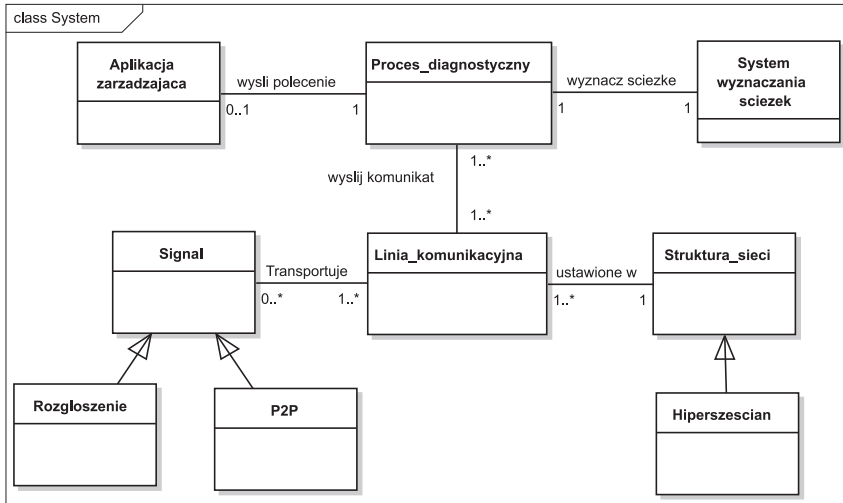 class System
Aplikacja
zarzadzajaca
wysli polecenie
0..1
1
Proces_diagnostyczny
wyznacz sciezke
1
1
System
wyznaczania
sciezek
1..*
wyslij komunikat
1..*
Signal
Transportuje
0..*
1..*
Linia_komunikacyjna
ustawione w
1..*
1
Struktura_sieci
Rozgloszenie
P2P
Hiperszescian